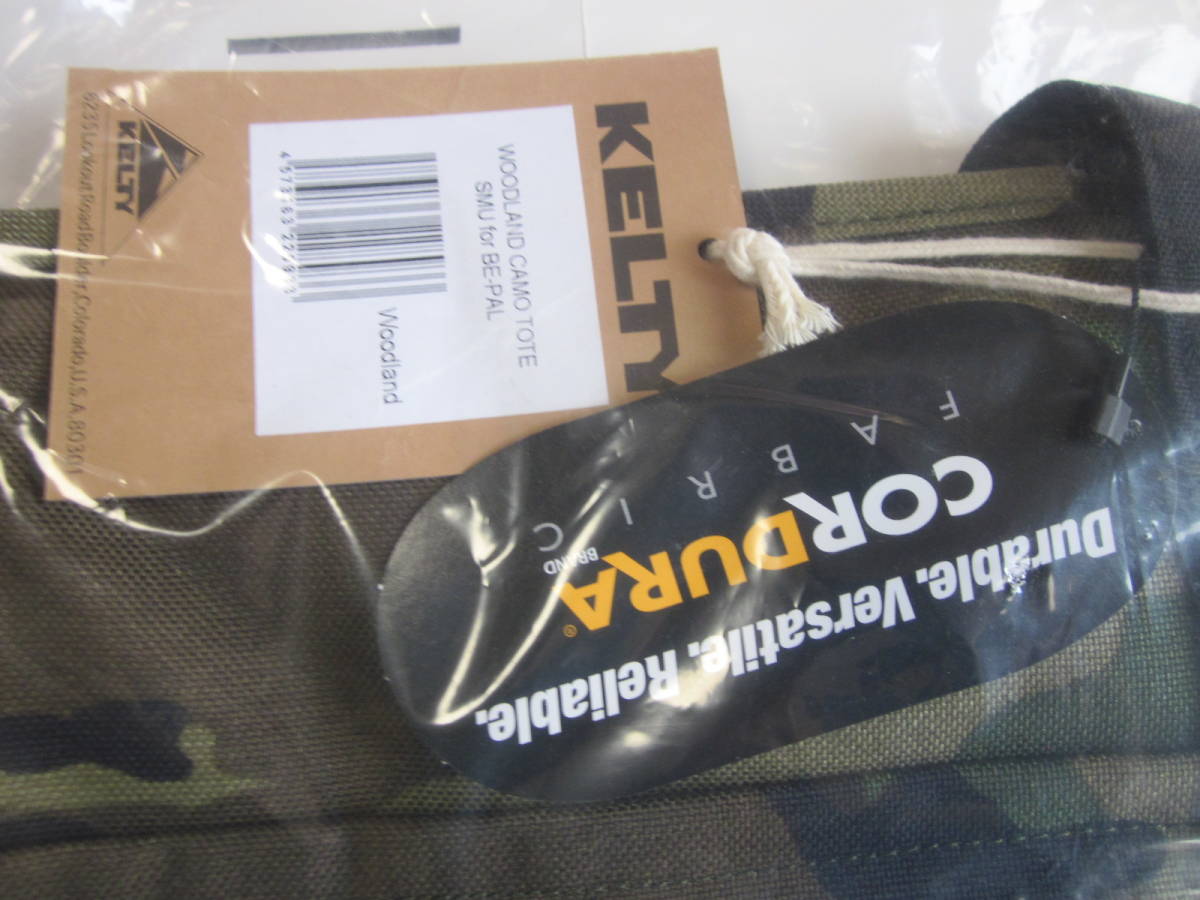 KELTY
WOODLAND CAMO TOTE
SMU for BE-PAL
Woodland
KELTY
6235 Lookout Road Boulder, Colorado, U.S.A. 80301
FABRIC
CORDURA®
BRAND
Durable. Versatile. Reliable.